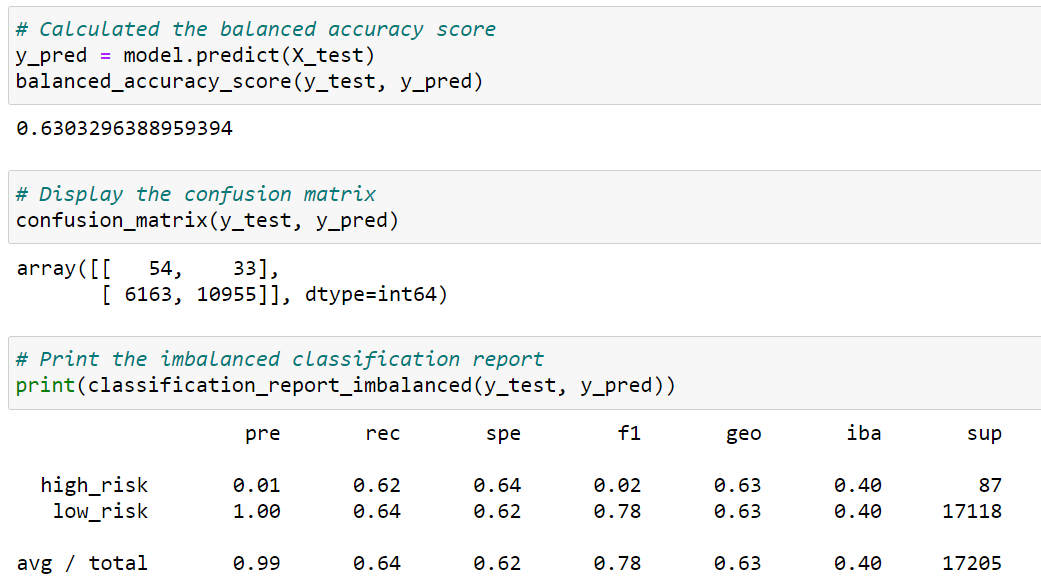 # Calculated the balanced accuracy score
y_pred = model.predict(X_test)
balanced_accuracy_score(y_test, y_pred)
0.6303296388959394
# Display the confusion matrix
confusion_matrix(y_test, y_pred)
array([[   54,    33],
       [ 6163, 10955]], dtype=int64)
# Print the imbalanced classification report
print(classification_report_imbalanced(y_test, y_pred))
                   pre       rec       spe        f1       geo       iba       sup
  high_risk       0.01      0.62      0.64      0.02      0.63      0.40        87
   low_risk       1.00      0.64      0.62      0.78      0.63      0.40     17118
avg / total       0.99      0.64      0.62      0.78      0.63      0.40     17205